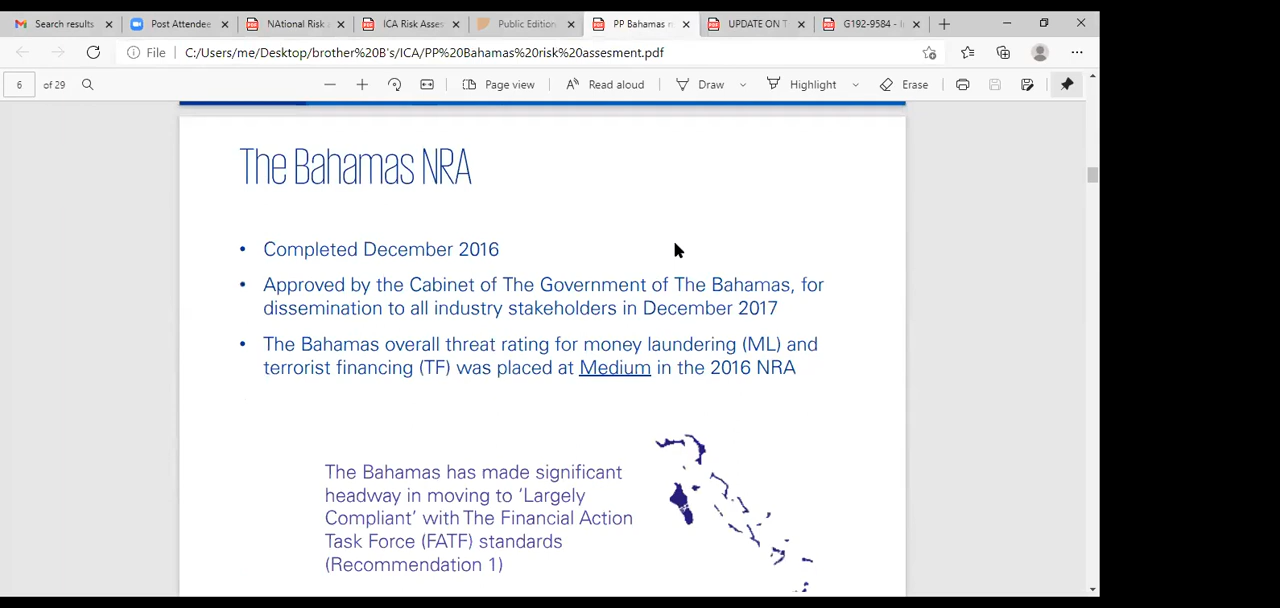 Search results
Post Attendee
NAtional Risk a
ICA Risk Asses
Public Edition
PP Bahamas r
UPDATE ON T
G192-9584 -
File
C:/Users/me/Desktop/brother%20B's/ICA/PP%20Bahamas%20risk%20assesment.pdf
6 of 29
Page view
Read aloud
Draw
Highlight
Erase
The Bahamas NRA
• Completed December 2016
• Approved by the Cabinet of The Government of The Bahamas, for
dissemination to all industry stakeholders in December 2017
• The Bahamas overall threat rating for money laundering (ML) and
terrorist financing (TF) was placed at Medium in the 2016 NRA
The Bahamas has made significant
headway in moving to ‘Largely
Compliant’ with The Financial Action
Task Force (FATF) standards
(Recommendation 1)